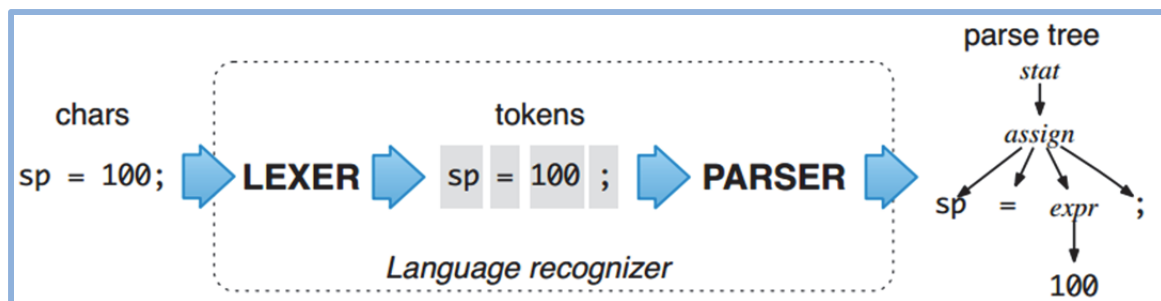 parse tree
stat
chars
tokens
assign
sp = 100;
LEXER
sp = 100 ;
PARSER
sp = expr ;
Language recognizer
100